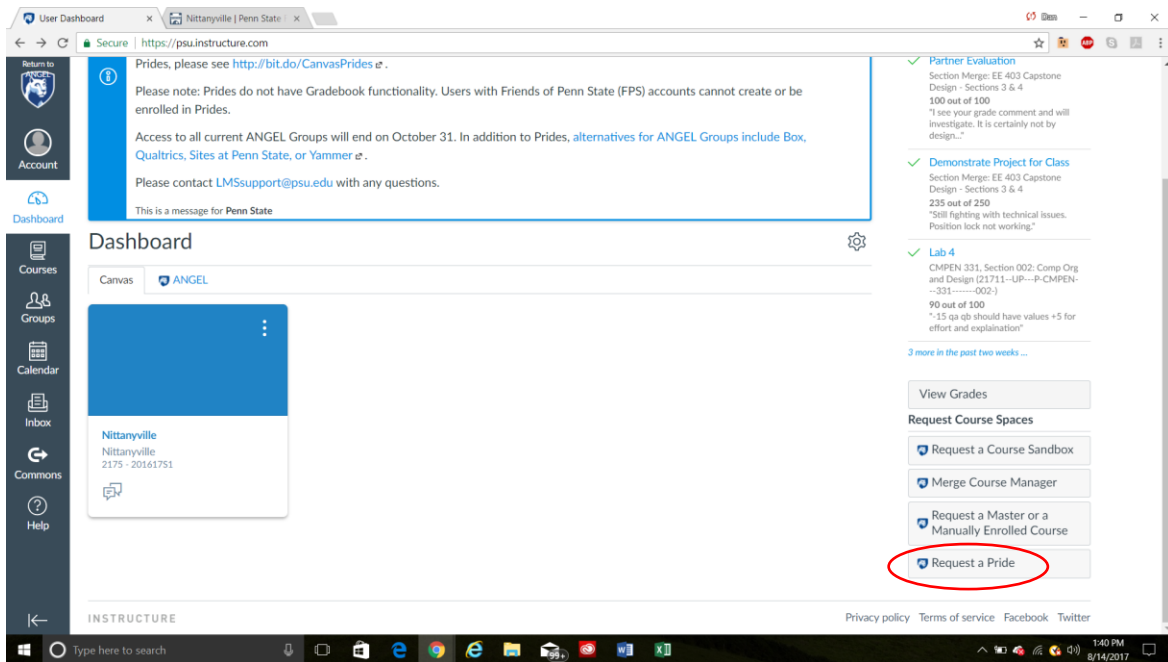 User Dashboard
Nittanyville | Penn State
Dan
Secure | https://psu.instructure.com
ABP
Return to
ANGEL
Account
Dashboard
Courses
Groups
Calendar
Inbox
Commons
Help
Prides, please see http://bit.do/CanvasPrides.
Please note: Prides do not have Gradebook functionality. Users with Friends of Penn State (FPS) accounts cannot create or be
enrolled in Prides.
Access to all current ANGEL Groups will end on October 31. In addition to Prides, alternatives for ANGEL Groups include Box,
Qualtrics, Sites at Penn State, or Yammer.
Please contact LMSsupport@psu.edu with any questions.
This is a message for Penn State
Dashboard
Canvas
ANGEL
Nittanyville
Nittanyville
2175 - 201617S1
Partner Evaluation
Section Merge: EE 403 Capstone
Design - Sections 3 & 4
100 out of 100
"I see your grade comment and will
investigate. It is certainly not by
design..."
Demonstrate Project for Class
Section Merge: EE 403 Capstone
Design - Sections 3 & 4
235 out of 250
"Still fighting with technical issues.
Position lock not working."
Lab 4
CMPEN 331, Section 002: Comp Org
and Design (21711--UP---P-CMPEN-
--331-------002-)
90 out of 100
"-15 qa qb should have values +5 for
effort and explaination"
3 more in the past two weeks ...
View Grades
Request Course Spaces
Request a Course Sandbox
Merge Course Manager
Request a Master or a
Manually Enrolled Course
Request a Pride
INSTRUCTURE
Privacy policy Terms of service Facebook Twitter
Type here to search
99+
1:40 PM
8/14/2017